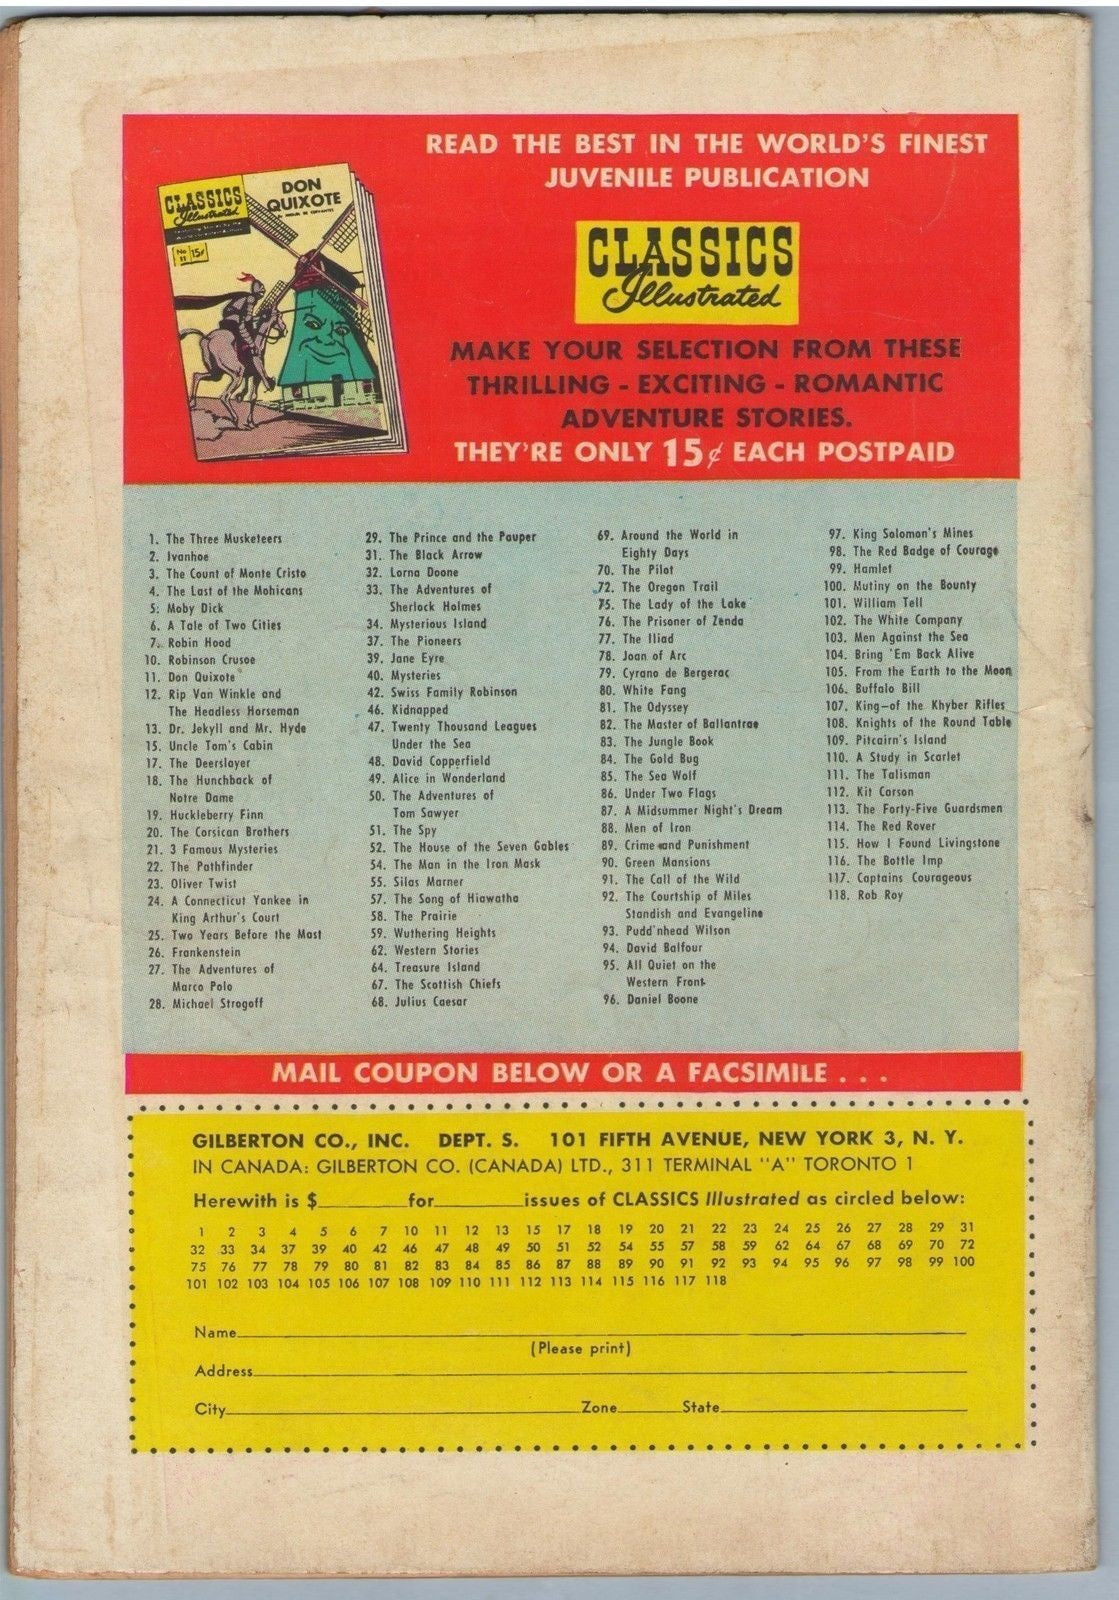 READ THE BEST IN THE WORLD'S FINEST
JUVENILE PUBLICATION
CLASSICS
Illustrated
DON
QUIXOTE
No. 11 15¢
CLASSICS
Illustrated
MAKE YOUR SELECTION FROM THESE
THRILLING - EXCITING - ROMANTIC
ADVENTURE STORIES.
THEY'RE ONLY 15¢ EACH POSTPAID
1. The Three Musketeers
2. Ivanhoe
3. The Count of Monte Cristo
4. The Last of the Mohicans
5. Moby Dick
6. A Tale of Two Cities
7. Robin Hood
10. Robinson Crusoe
11. Don Quixote
12. Rip Van Winkle and
The Headless Horseman
13. Dr. Jekyll and Mr. Hyde
15. Uncle Tom's Cabin
17. The Deerslayer
18. The Hunchback of
Notre Dame
19. Huckleberry Finn
20. The Corsican Brothers
21. 3 Famous Mysteries
22. The Pathfinder
23. Oliver Twist
24. A Connecticut Yankee in
King Arthur's Court
25. Two Years Before the Mast
26. Frankenstein
27. The Adventures of
Marco Polo
28. Michael Strogoff
29. The Prince and the Pauper
31. The Black Arrow
32. Lorna Doone
33. The Adventures of
Sherlock Holmes
34. Mysterious Island
37. The Pioneers
39. Jane Eyre
40. Mysteries
42. Swiss Family Robinson
46. Kidnapped
47. Twenty Thousand Leagues
Under the Sea
48. David Copperfield
49. Alice in Wonderland
50. The Adventures of
Tom Sawyer
51. The Spy
52. The House of the Seven Gables
54. The Man in the Iron Mask
55. Silas Marner
57. The Song of Hiawatha
58. The Prairie
59. Wuthering Heights
62. Western Stories
64. Treasure Island
67. The Scottish Chiefs
68. Julius Caesar
69. Around the World in
Eighty Days
70. The Pilot
72. The Oregon Trail
75. The Lady of the Lake
76. The Prisoner of Zenda
77. The Iliad
78. Joan of Arc
79. Cyrano de Bergerac
80. White Fang
81. The Odyssey
82. The Master of Ballantrae
83. The Jungle Book
84. The Gold Bug
85. The Sea Wolf
86. Under Two Flags
87. A Midsummer Night's Dream
88. Men of Iron
89. Crime and Punishment
90. Green Mansions
91. The Call of the Wild
92. The Courtship of Miles
Standish and Evangeline
93. Pudd'nhead Wilson
94. David Balfour
95. All Quiet on the
Western Front
96. Daniel Boone
97. King Solomon's Mines
98. The Red Badge of Courage
99. Hamlet
100. Mutiny on the Bounty
101. William Tell
102. The White Company
103. Men Against the Sea
104. Bring 'Em Back Alive
105. From the Earth to the Moon
106. Buffalo Bill
107. King—of the Khyber Rifles
108. Knights of the Round Table
109. Pitcairn's Island
110. A Study in Scarlet
111. The Talisman
112. Kit Carson
113. The Forty-Five Guardsmen
114. The Red Rover
115. How I Found Livingstone
116. The Bottle Imp
117. Captains Courageous
118. Rob Roy
MAIL COUPON BELOW OR A FACSIMILE . . .
GILBERTON CO., INC. DEPT. S. 101 FIFTH AVENUE, NEW YORK 3, N. Y.
IN CANADA: GILBERTON CO. (CANADA) LTD., 311 TERMINAL "A" TORONTO 1
Herewith is $________for________issues of CLASSICS Illustrated as circled below:
1 2 3 4 5 6 7 10 11 12 13 15 17 18 19 20 21 22 23 24 25 26 27 28 29 31
32 33 34 37 39 40 42 46 47 48 49 50 51 52 54 55 57 58 59 62 64 67 68 69 70 72
75 76 77 78 79 80 81 82 83 84 85 86 87 88 89 90 91 92 93 94 95 96 97 98 99 100
101 102 103 104 105 106 107 108 109 110 111 112 113 114 115 116 117 118
Name
(Please print)
Address
City Zone State